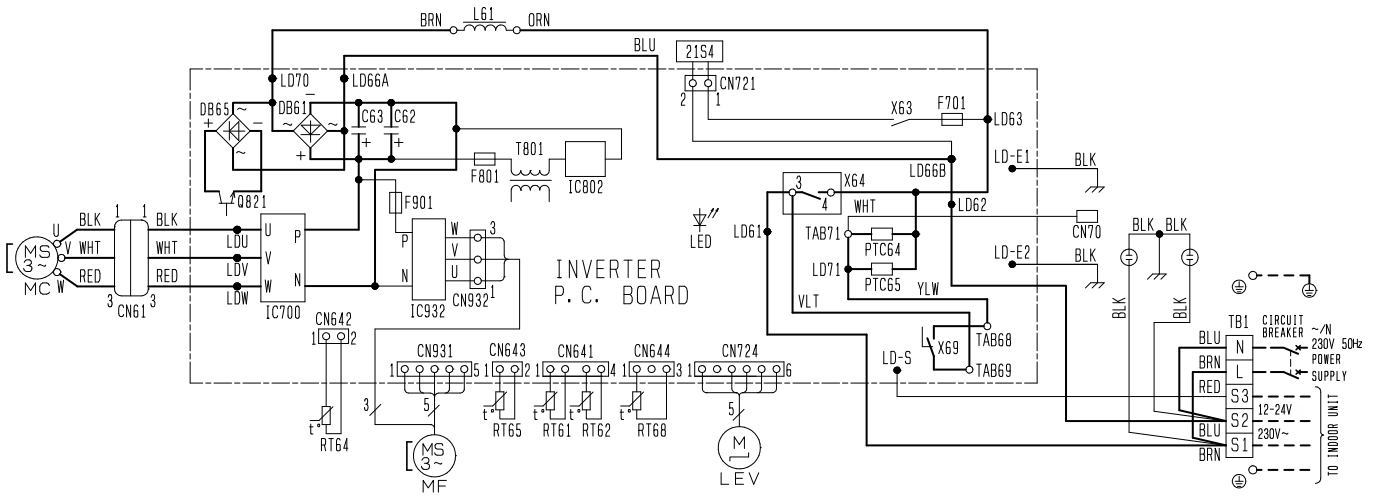 BRN L61 ORN
BLU
21S4
LD70 LD66A
CN721
2 1
DB65 ~ DB61 −
+ − ~ ~
~ +
C63 C62
+ +
X63 F701
LD63
T801
F801 IC802
Q821
F901
LD66B
LD-E1 BLK
3 X64
4
WHT
LD62
LED
LD61
TAB71
PTC64
CN70
LD71
PTC65
LD-E2 BLK
VLT YLW
X69
TAB68
TAB69
LD-S
INVERTER
P. C. BOARD
U BLK 1 1 BLK LDU U P
MS 3~ V WHT WHT LDV V
W RED 3 3 RED LDW W N
MC
CN61
IC700
P W 3
V
N U 1
IC932
CN932
CN642
1 2
t°
RT64
CN931
1 5
3 5
MS
3~
MF
CN643
1 2
t°
RT65
CN641
1 4
t° t°
RT61 RT62
CN644
1 3
t°
RT68
CN724
1 6
5
M
LEV
BLK BLK
BLK BLK
TB1
CIRCUIT
BREAKER
~/N
230V 50Hz
POWER
SUPPLY
BLU N
BRN L
RED S3
12-24V
S2
BLU
230V~
S1
BRN
TO INDOOR UNIT